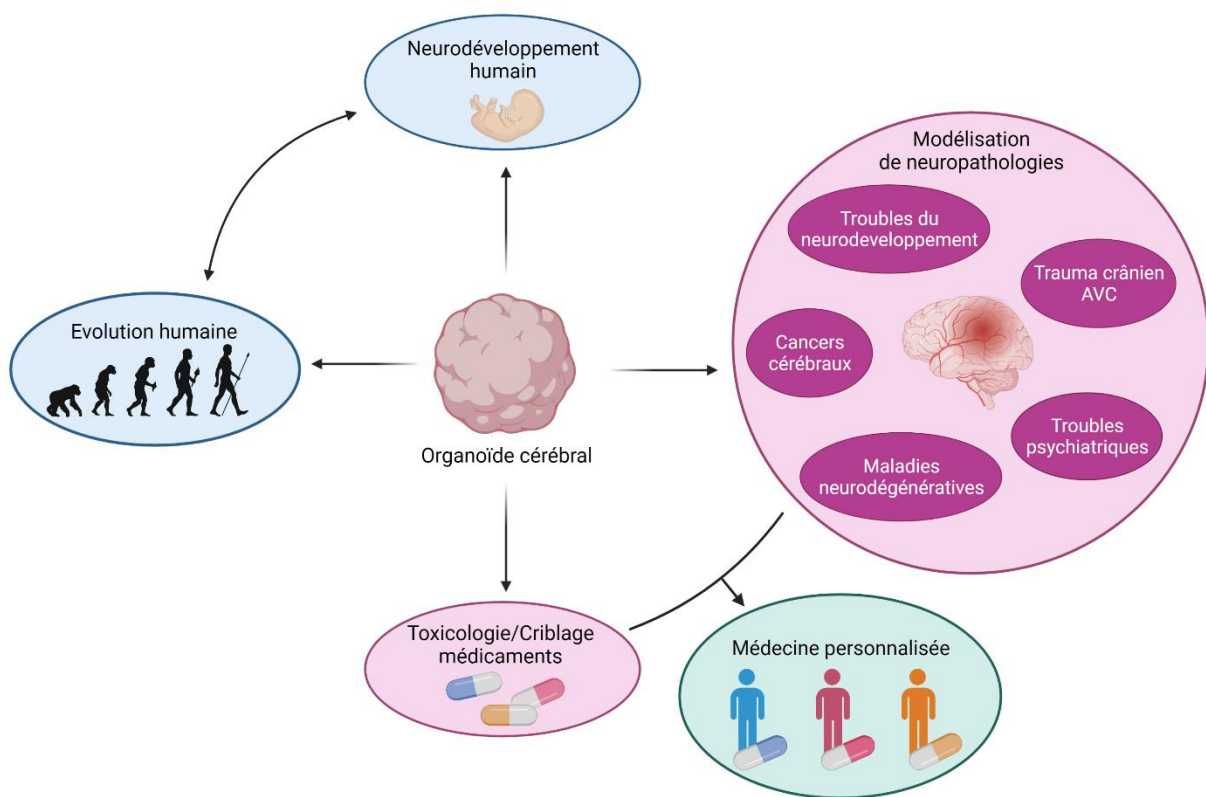 Neurodéveloppement
humain
Modélisation
de neuropathologies
Troubles du
neurodeveloppement
Trauma crânien
AVC
Evolution humaine
Cancers
cérébraux
Troubles
psychiatriques
Organoïde cérébral
Maladies
neurodégénératives
Toxicologie/Criblage
médicaments
Médecine personnalisée